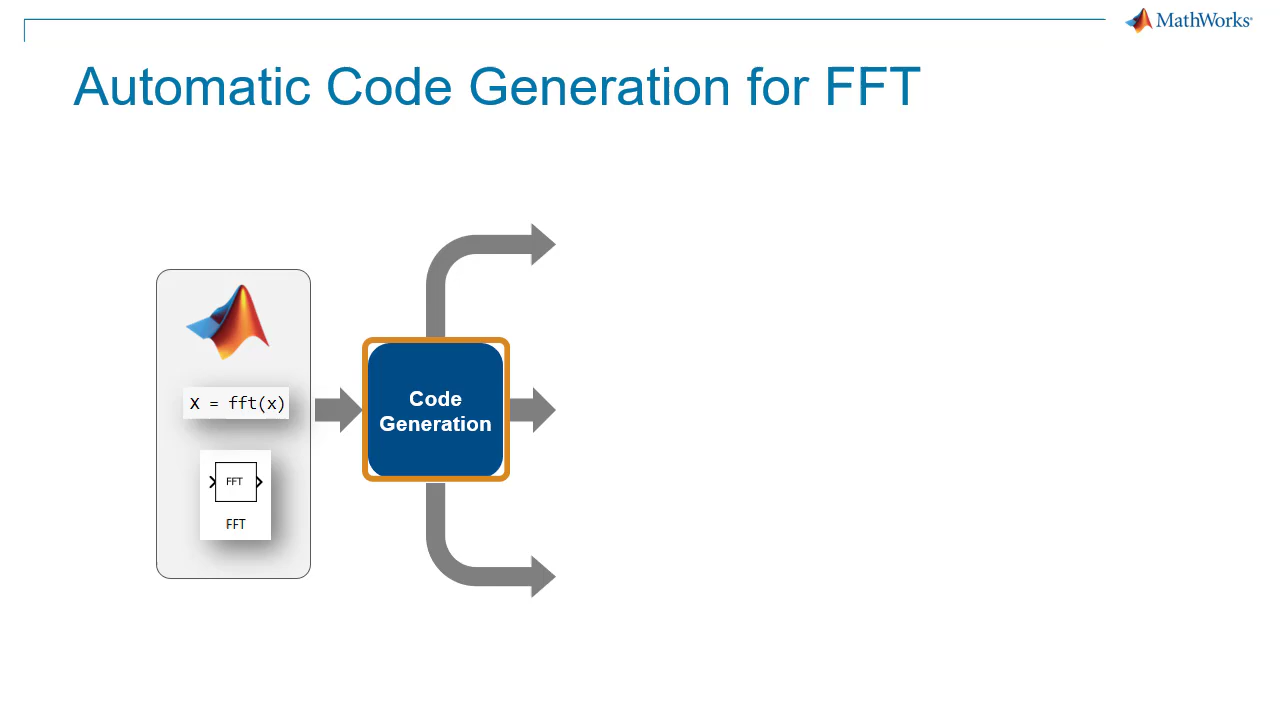 MathWorks
Automatic Code Generation for FFT
X = fft(x)
FFT
FFT
Code
Generation